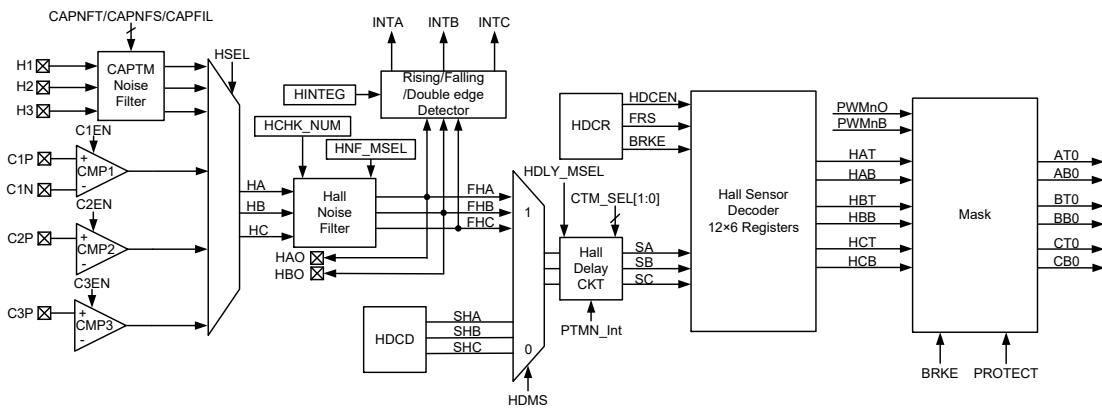 CAPNFT/CAPNFS/CAPFIL
H1
H2
H3
CAPTM
Noise
Filter
HSEL
C1EN
C1P
C1N
+
-
CMP1
C2EN
C2P
+
-
CMP2
C3EN
C3P
+
-
CMP3
INTA
INTB
INTC
Rising/Falling
/Double edge
Detector
HINTEG
HCHK_NUM
HNF_MSEL
HA
HB
HC
Hall
Noise
Filter
FHA
FHB
FHC
HAO
HBO
HDCD
SHA
SHB
SHC
1
0
HDMS
HDLY_MSEL
CTM_SEL[1:0]
Hall
Delay
CKT
PTMN_Int
SA
SB
SC
HDCR
HDCEN
FRS
BRKE
Hall Sensor
Decoder
12×6 Registers
PWMnO
PWMnB
HAT
HAB
HBT
HBB
HCT
HCB
Mask
AT0
AB0
BT0
BB0
CT0
CB0
BRKE
PROTECT